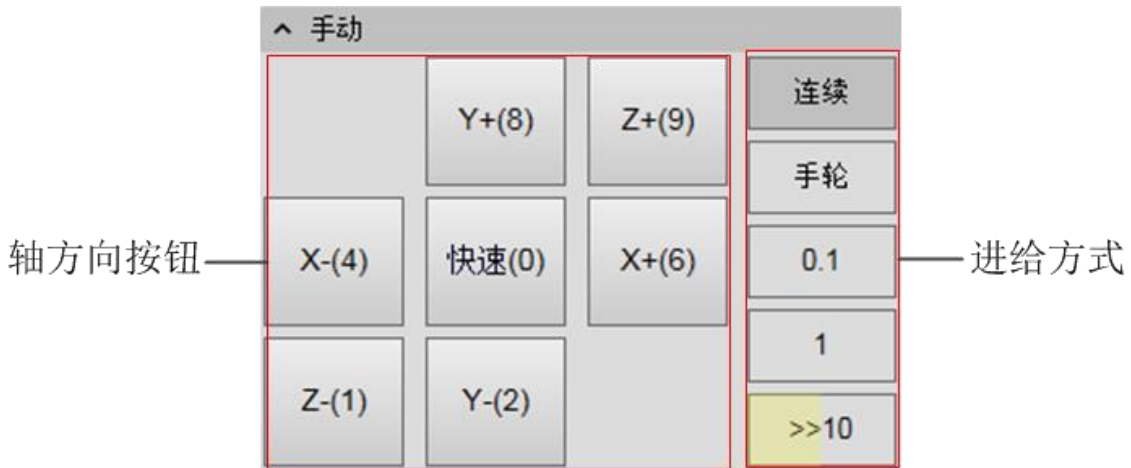 手动
Y+(8) Z+(9) 连续
手轮
轴方向按钮 X-(4) 快速(0) X+(6) 0.1 进给方式
1
Z-(1) Y-(2) >>10